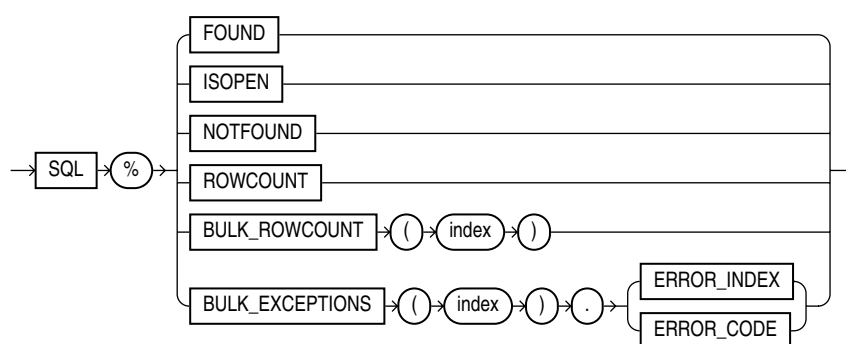 FOUND
ISOPEN
NOTFOUND
SQL % ROWCOUNT
BULK_ROWCOUNT ( index )
BULK_EXCEPTIONS ( index ) . ERROR_INDEX
ERROR_CODE